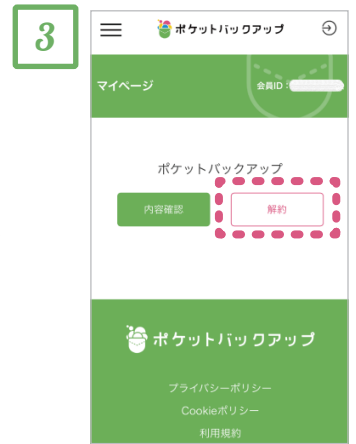 3
ポケットバックアップ
マイページ
会員ID：
ポケットバックアップ
内容確認
解約
ポケットバックアップ
プライバシーポリシー
Cookieポリシー
利用規約